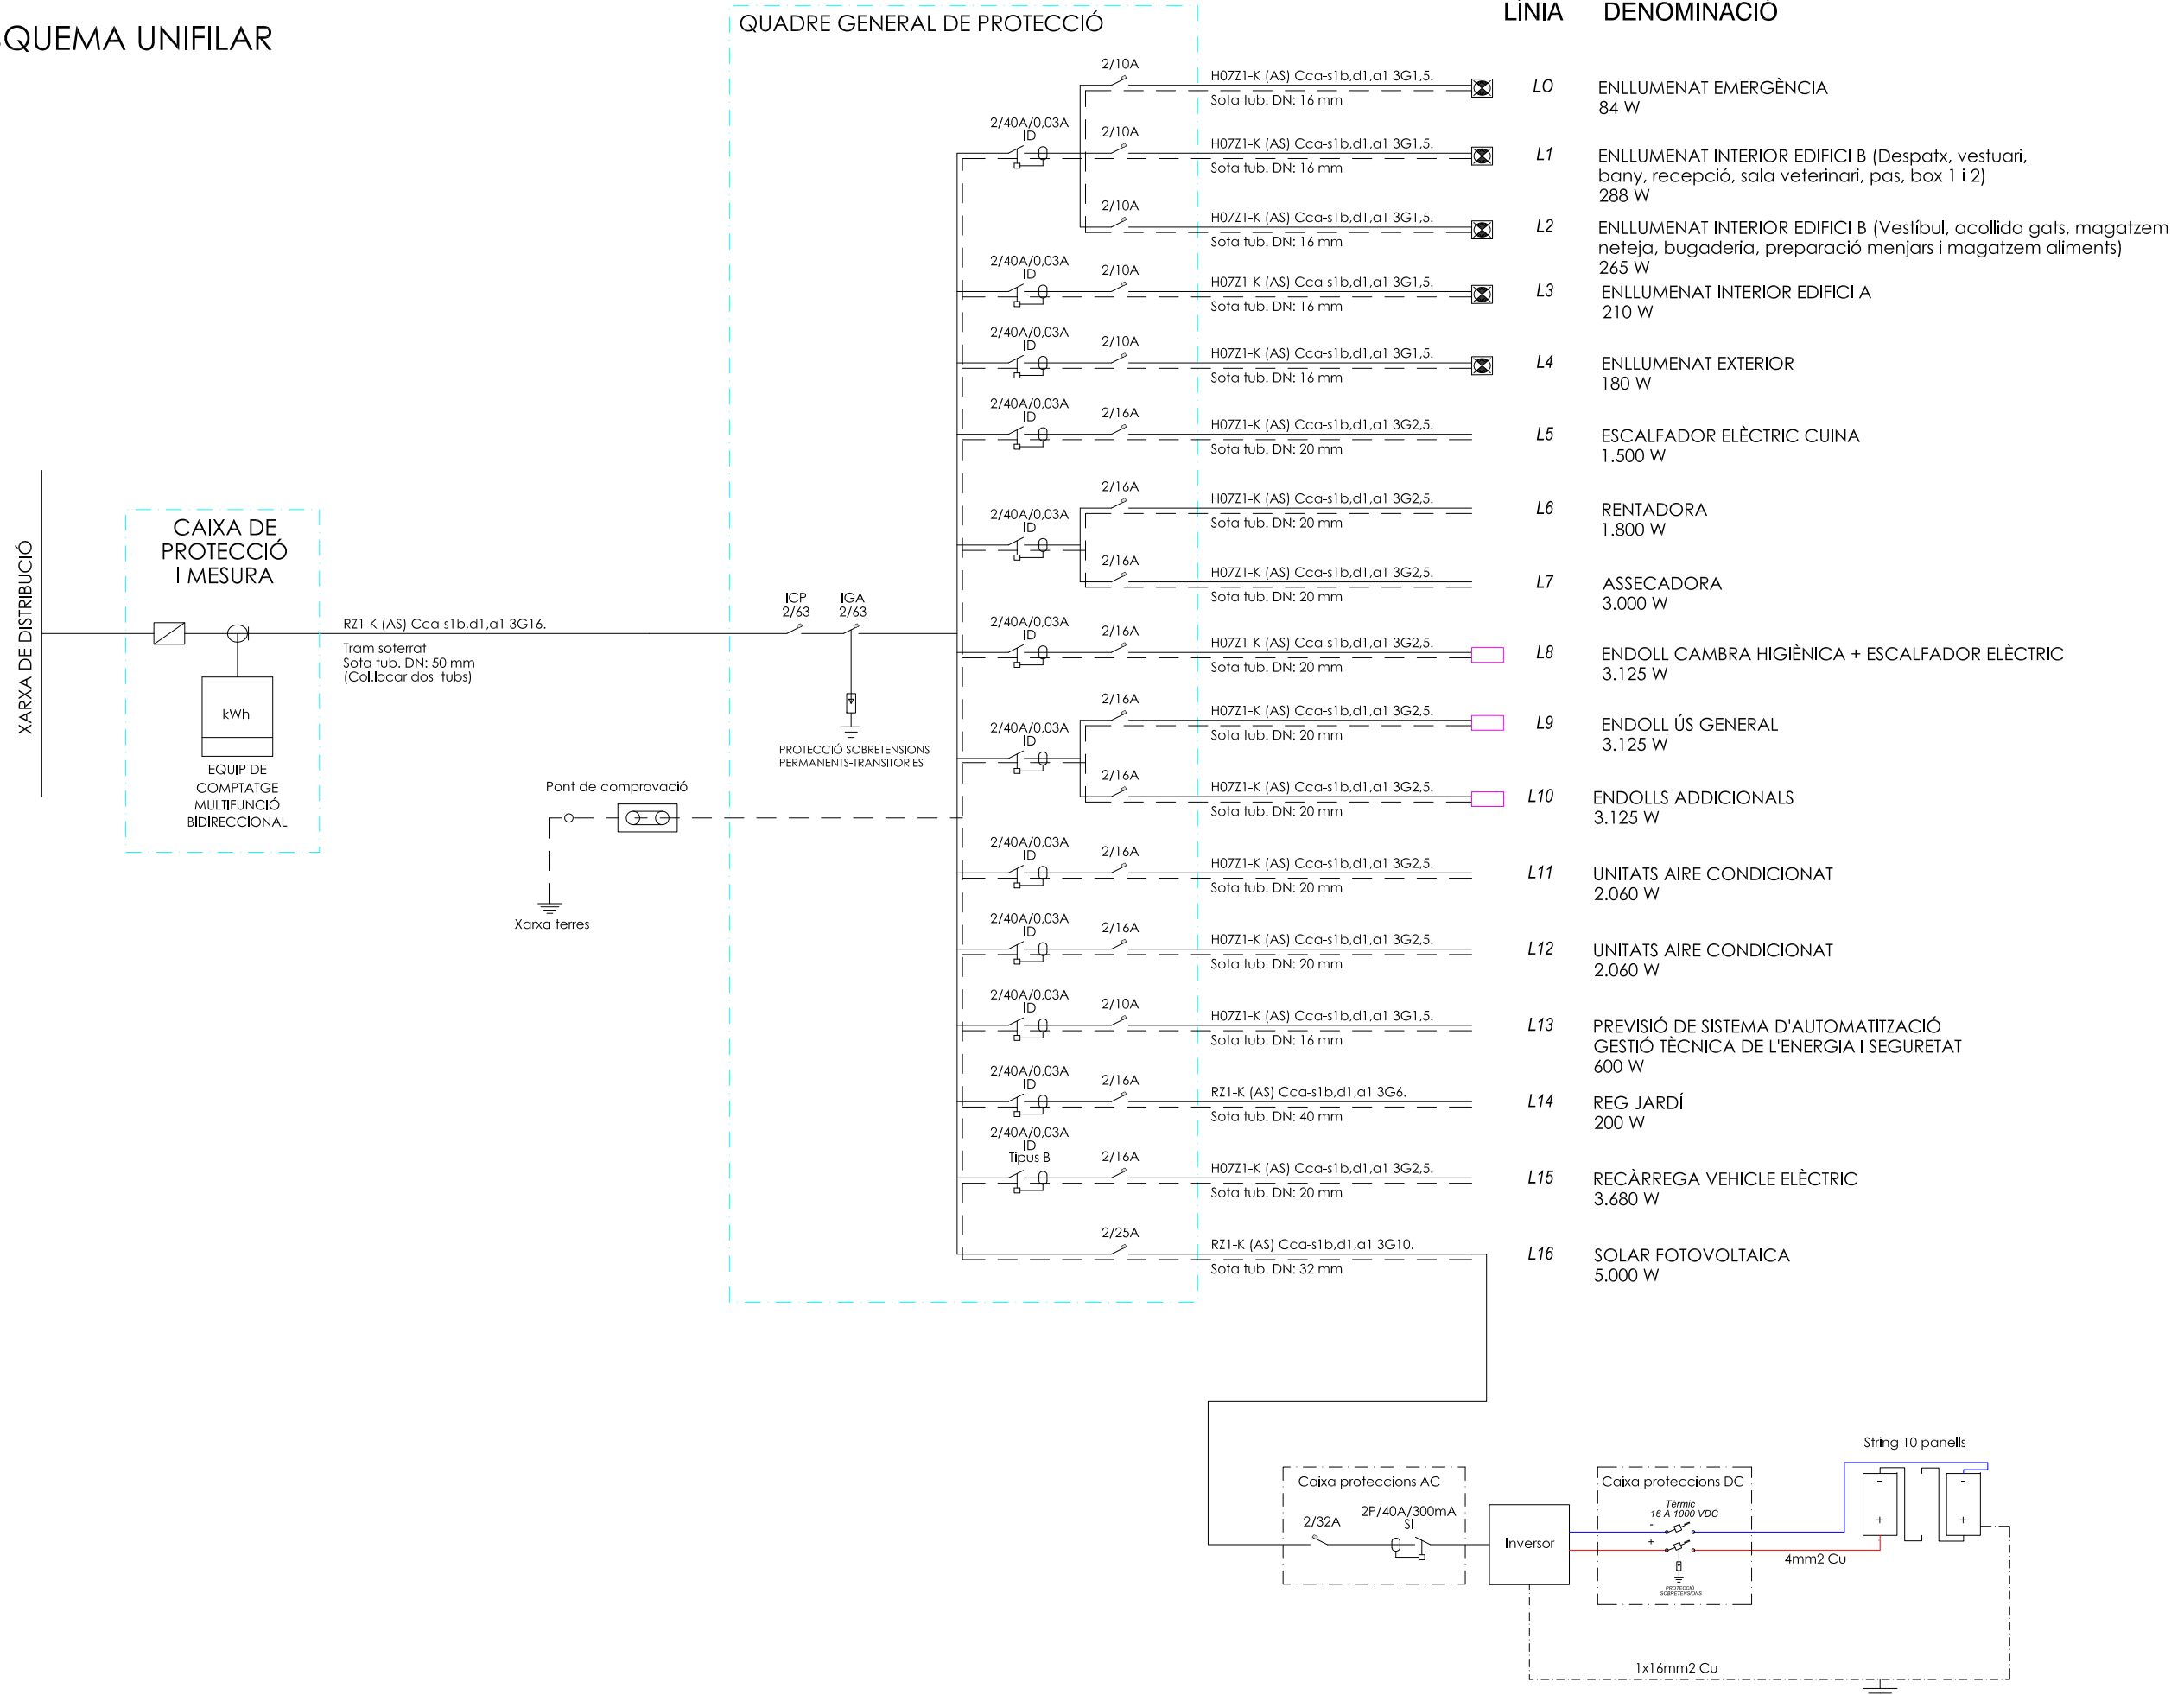 QUEMA UNIFILAR
QUADRE GENERAL DE PROTECCIÓ
LÍNIA DENOMINACIÓ
2/10A
H07Z1-K (AS) Cca-s1b,d1,a1 3G1,5.
Sota tub. DN: 16 mm
L0
ENLLUMENAT EMERGÈNCIA
84 W
2/40A/0,03A
ID
2/10A
H07Z1-K (AS) Cca-s1b,d1,a1 3G1,5.
Sota tub. DN: 16 mm
L1
ENLLUMENAT INTERIOR EDIFICI B (Despatx, vestuari,
bany, recepció, sala veterinari, pas, box 1 i 2)
288 W
2/10A
H07Z1-K (AS) Cca-s1b,d1,a1 3G1,5.
Sota tub. DN: 16 mm
L2
ENLLUMENAT INTERIOR EDIFICI B (Vestíbul, acollida gats, magatzem
neteja, bugaderia, preparació menjars i magatzem aliments)
265 W
2/40A/0,03A
ID
2/10A
H07Z1-K (AS) Cca-s1b,d1,a1 3G1,5.
Sota tub. DN: 16 mm
L3
ENLLUMENAT INTERIOR EDIFICI A
210 W
2/40A/0,03A
ID
2/10A
H07Z1-K (AS) Cca-s1b,d1,a1 3G1,5.
Sota tub. DN: 16 mm
L4
ENLLUMENAT EXTERIOR
180 W
2/40A/0,03A
ID
2/16A
H07Z1-K (AS) Cca-s1b,d1,a1 3G2,5.
Sota tub. DN: 20 mm
L5
ESCALFADOR ELÈCTRIC CUINA
1.500 W
2/40A/0,03A
ID
2/16A
H07Z1-K (AS) Cca-s1b,d1,a1 3G2,5.
Sota tub. DN: 20 mm
L6
RENTADORA
1.800 W
2/16A
H07Z1-K (AS) Cca-s1b,d1,a1 3G2,5.
Sota tub. DN: 20 mm
L7
ASSECADORA
3.000 W
XARXA DE DISTRIBUCIÓ
CAIXA DE
PROTECCIÓ
I MESURA
kWh
EQUIP DE
COMPTATGE
MULTIFUNCIÓ
BIDIRECCIONAL
RZ1-K (AS) Cca-s1b,d1,a1 3G16.
Tram soterrat
Sota tub. DN: 50 mm
(Col.locar dos tubs)
ICP
2/63
IGA
2/63
PROTECCIÓ SOBRETENSIONS
PERMANENTS-TRANSITORIES
Pont de comprovació
Xarxa terres
2/40A/0,03A
ID
2/16A
H07Z1-K (AS) Cca-s1b,d1,a1 3G2,5.
Sota tub. DN: 20 mm
L8
ENDOLL CAMBRA HIGIÈNICA + ESCALFADOR ELÈCTRIC
3.125 W
2/40A/0,03A
ID
2/16A
H07Z1-K (AS) Cca-s1b,d1,a1 3G2,5.
Sota tub. DN: 20 mm
L9
ENDOLL ÚS GENERAL
3.125 W
2/16A
H07Z1-K (AS) Cca-s1b,d1,a1 3G2,5.
Sota tub. DN: 20 mm
L10
ENDOLLS ADDICIONALS
3.125 W
2/40A/0,03A
ID
2/16A
H07Z1-K (AS) Cca-s1b,d1,a1 3G2,5.
Sota tub. DN: 20 mm
L11
UNITATS AIRE CONDICIONAT
2.060 W
2/40A/0,03A
ID
2/16A
H07Z1-K (AS) Cca-s1b,d1,a1 3G2,5.
Sota tub. DN: 20 mm
L12
UNITATS AIRE CONDICIONAT
2.060 W
2/40A/0,03A
ID
2/10A
H07Z1-K (AS) Cca-s1b,d1,a1 3G1,5.
Sota tub. DN: 16 mm
L13
PREVISIÓ DE SISTEMA D'AUTOMATITZACIÓ
GESTIÓ TÈCNICA DE L'ENERGIA I SEGURETAT
600 W
2/40A/0,03A
ID
2/16A
RZ1-K (AS) Cca-s1b,d1,a1 3G6.
Sota tub. DN: 40 mm
L14
REG JARDÍ
200 W
2/40A/0,03A
ID
Tipus B
2/16A
H07Z1-K (AS) Cca-s1b,d1,a1 3G2,5.
Sota tub. DN: 20 mm
L15
RECÀRREGA VEHICLE ELÈCTRIC
3.680 W
2/25A
RZ1-K (AS) Cca-s1b,d1,a1 3G10.
Sota tub. DN: 32 mm
L16
SOLAR FOTOVOLTAICA
5.000 W
Caixa proteccions AC
2/32A
2P/40A/300mA
SI
Inversor
Caixa proteccions DC
Tèrmic
16 A 1000 VDC
-
+
PROTECCIÓ
SOBRETENSIONS
4mm2 Cu
String 10 panells
- -
+ +
1x16mm2 Cu